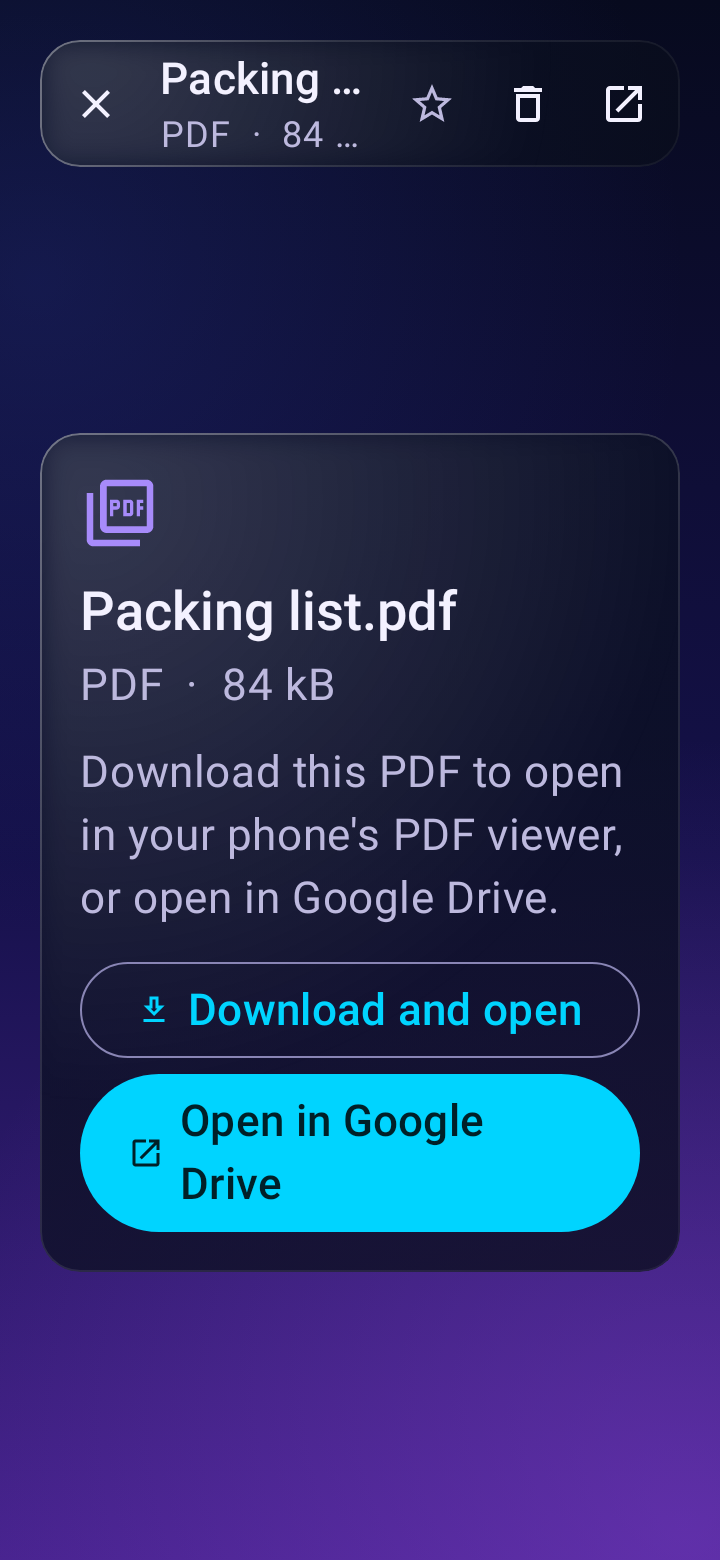 Packing ...
PDF · 84 ...
PDF
Packing list.pdf
PDF · 84 kB
Download this PDF to open
in your phone's PDF viewer,
or open in Google Drive.
Download and open
Open in Google
Drive